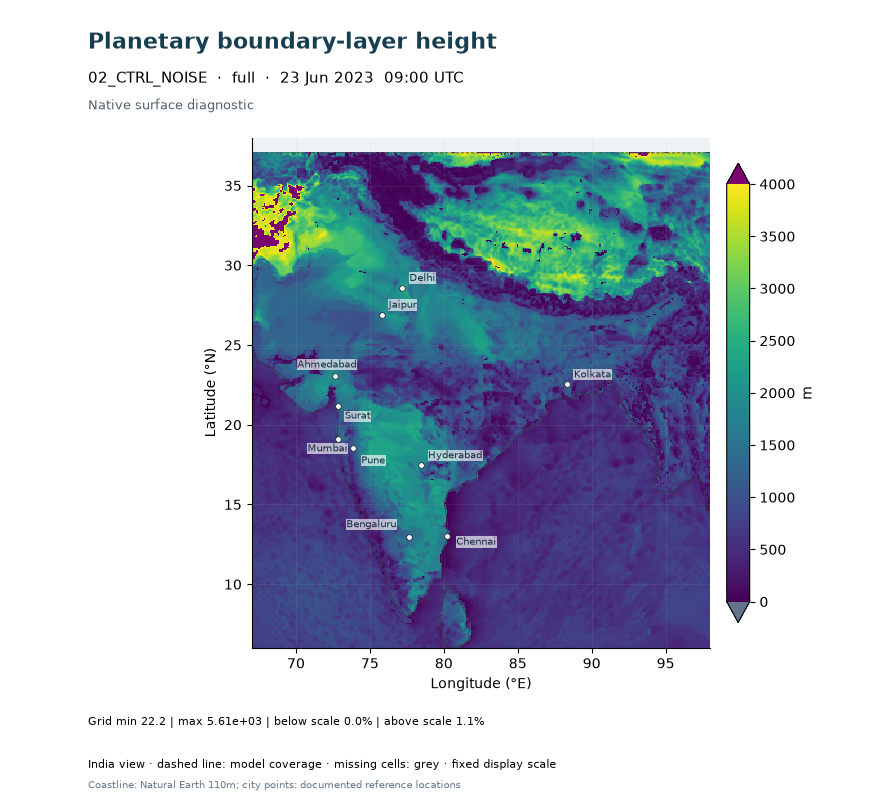 Planetary boundary-layer height
02_CTRL_NOISE · full · 23 Jun 2023 09:00 UTC
Native surface diagnostic
35
30
25
20
15
10
Latitude (°N)
Delhi
Jaipur
Ahmedabad
Surat
Kolkata
Mumbai
Pune
Hyderabad
Bengaluru
Chennai
70
75
80
85
90
95
Longitude (°E)
4000
3500
3000
2500
2000
1500
1000
500
0
m
Grid min 22.2 | max 5.61e+03 | below scale 0.0% | above scale 1.1%
India view · dashed line: model coverage · missing cells: grey · fixed display scale
Coastline: Natural Earth 110m; city points: documented reference locations